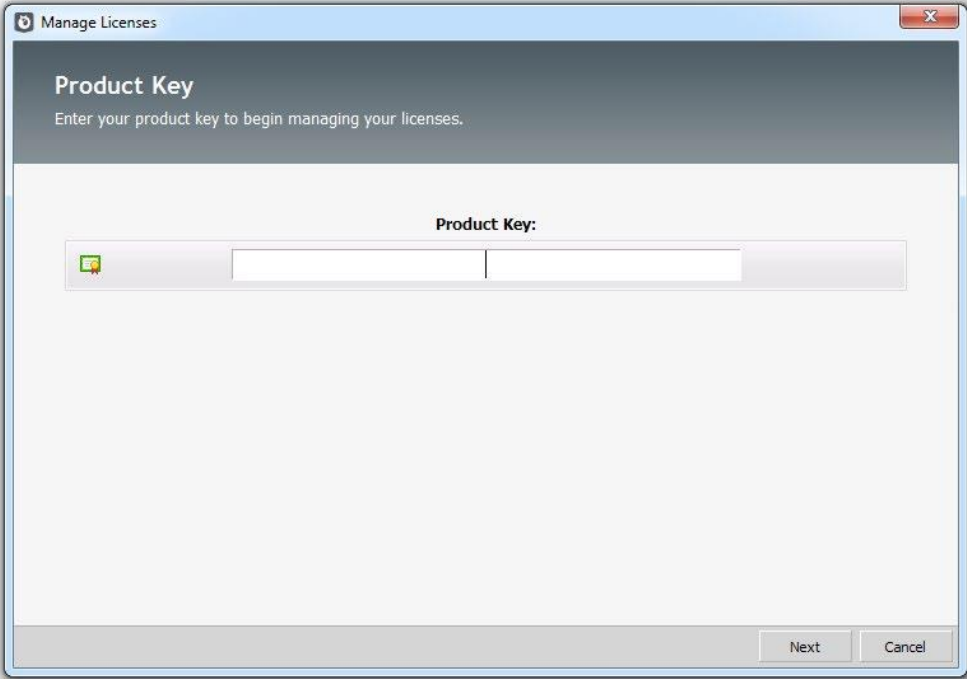 Manage Licenses
Product Key
Enter your product key to begin managing your licenses.
Product Key:
Next
Cancel